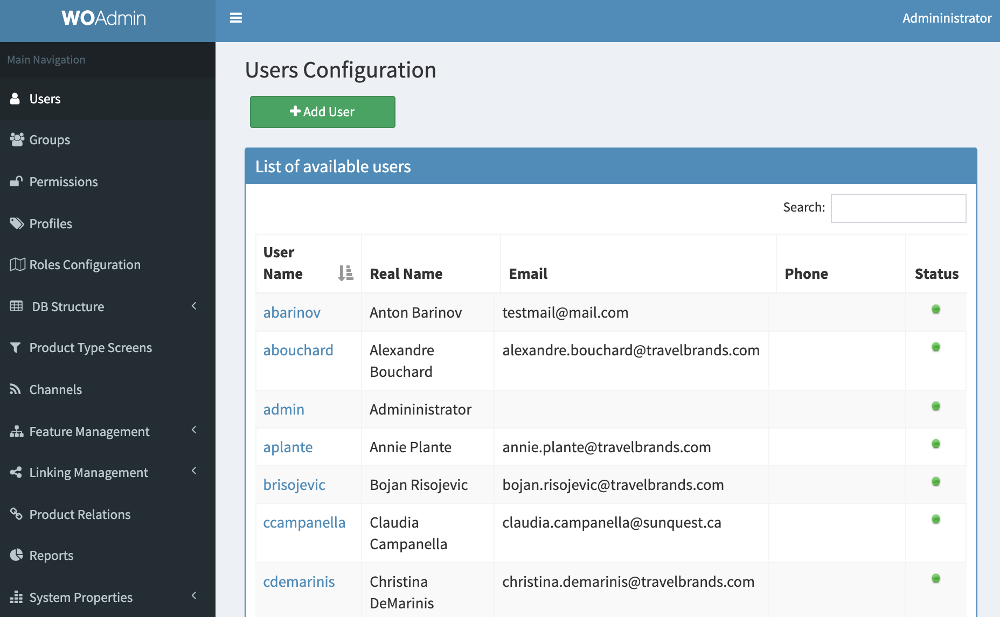 WOAdmin
Admininistrator
Main Navigation
Users
Groups
Permissions
Profiles
Roles Configuration
DB Structure
Product Type Screens
Channels
Feature Management
Linking Management
Product Relations
Reports
System Properties
Users Configuration
Add User
List of available users
Search:
User
Name Real Name Email Phone Status
abarinov Anton Barinov testmail@mail.com
abouchard Alexandre alexandre.bouchard@travelbrands.com
Bouchard
admin Admininistrator
aplante Annie Plante annie.plante@travelbrands.com
brisojevic Bojan Risojevic bojan.risojevic@travelbrands.com
ccampanella Claudia claudia.campanella@sunquest.ca
Campanella
cdemarinis Christina christina.demarinis@travelbrands.com
DeMarinis